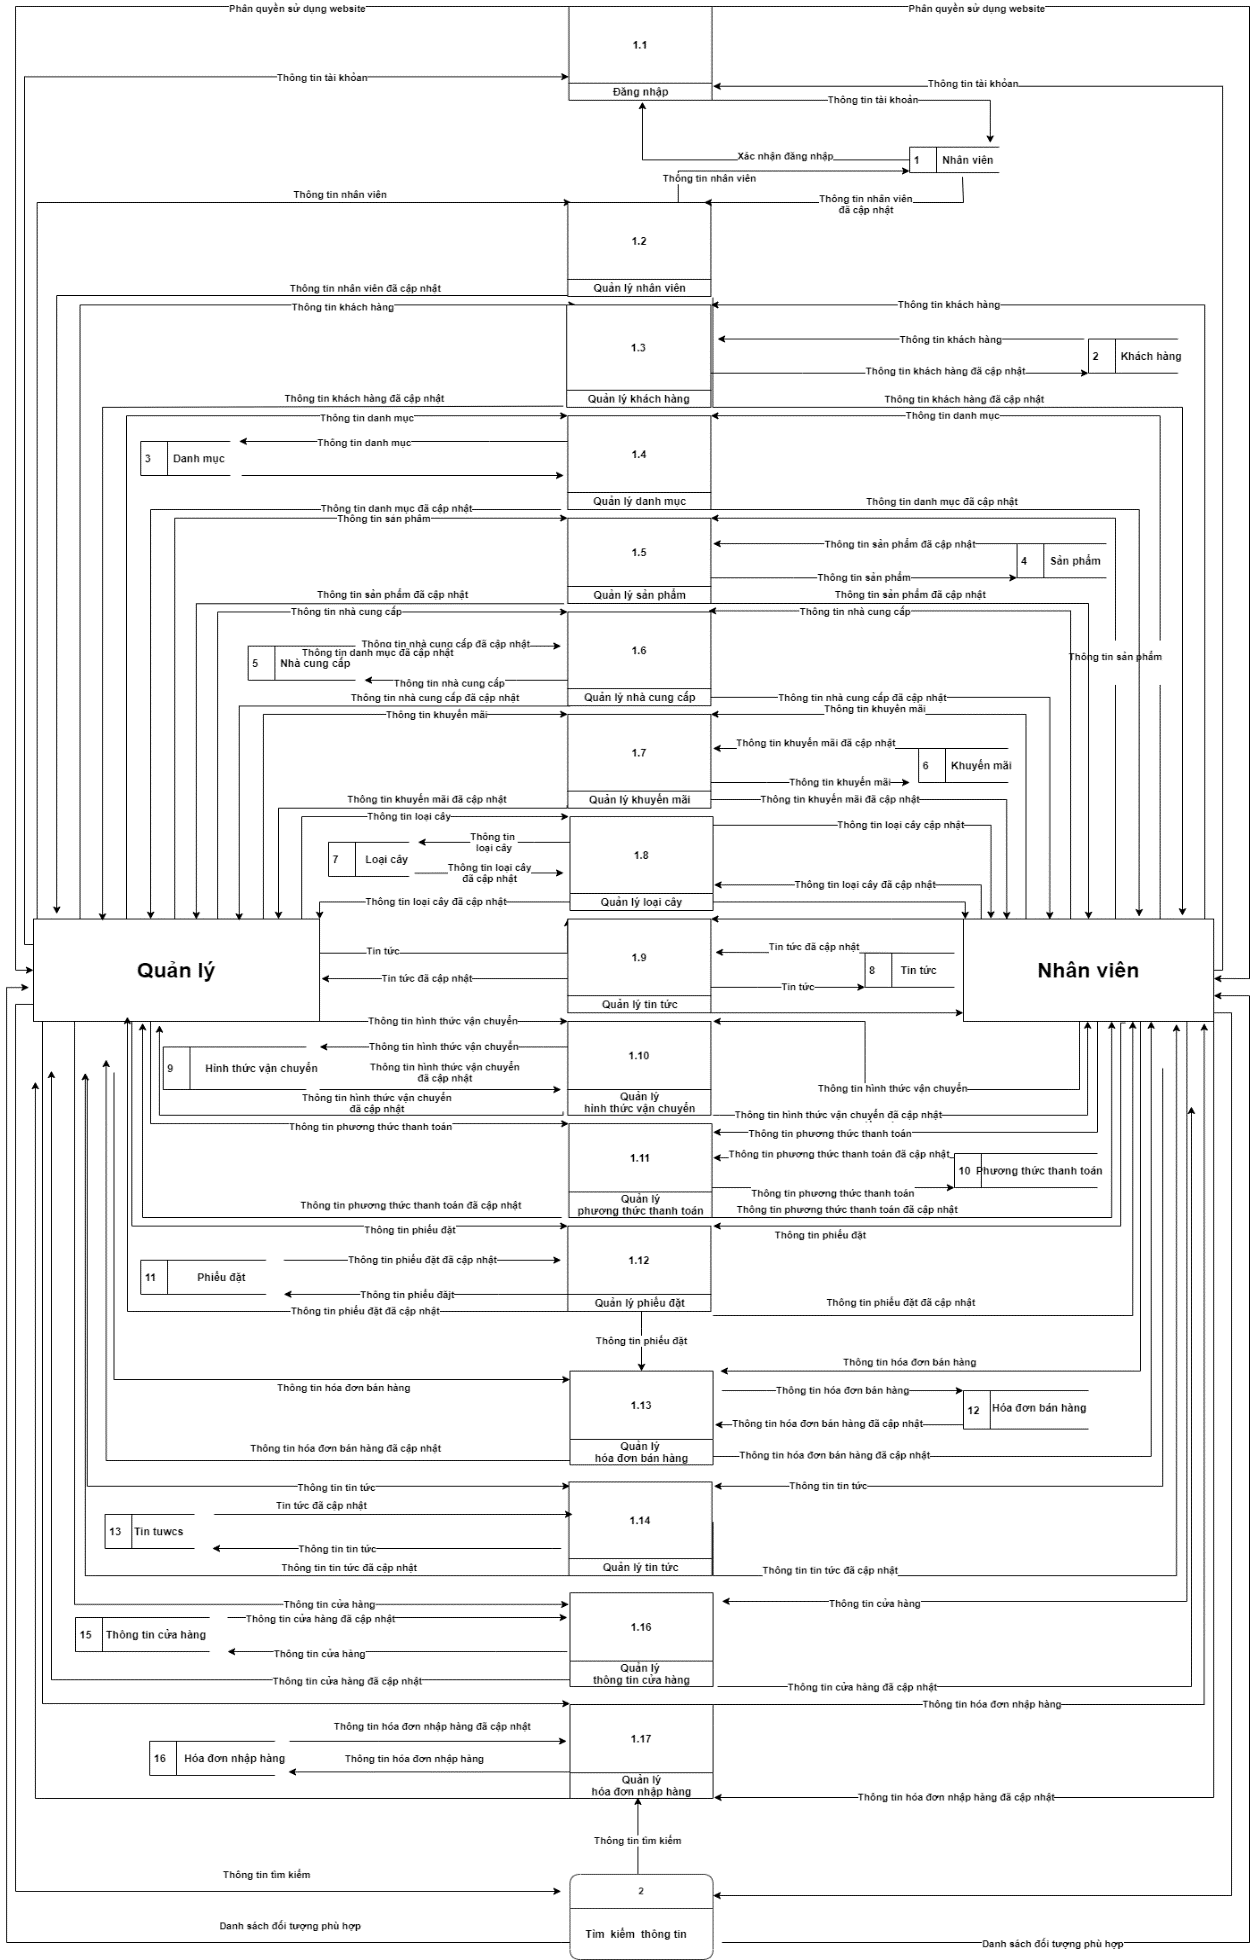 Phân quyền sử dụng website
Phân quyền sử dụng website
1.1
Thông tin tài khỏan
Thông tin tài khỏan
Đăng nhập
Thông tin tài khoản
Xác nhận đăng nhập
1
Nhân viên
Thông tin nhân viên
Thông tin nhân viên
Thông tin nhân viên
đã cập nhật
1.2
Quản lý nhân viên
Thông tin nhân viên đã cập nhật
Thông tin khách hàng
Thông tin khách hàng
1.3
Thông tin khách hàng
2
Khách hàng
Thông tin khách hàng đã cập nhật
Quản lý khách hàng
Thông tin khách hàng đã cập nhật
Thông tin khách hàng đã cập nhật
Thông tin danh mục
Thông tin danh mục
Thông tin danh mục
3
Danh mục
1.4
Quản lý danh mục
Thông tin danh mục đã cập nhật
Thông tin danh mục đã cập nhật
Thông tin sản phẩm
1.5
Thông tin sản phẩm đã cập nhật
4
Sản phẩm
Thông tin sản phẩm
Quản lý sản phẩm
Thông tin sản phẩm đã cập nhật
Thông tin sản phẩm đã cập nhật
Thông tin nhà cung cấp
Thông tin nhà cung cấp
1.6
Thông tin nhà cung cấp đã cập nhật
Thông tin danh mục đã cập nhật
Thông tin sản phẩm
5
Nhà cung cấp
Thông tin nhà cung cấp
Quản lý nhà cung cấp
Thông tin nhà cung cấp đã cập nhật
Thông tin nhà cung cấp đã cập nhật
Thông tin khuyến mãi
Thông tin khuyến mãi
1.7
Thông tin khuyến mãi đã cập nhật
6
Khuyến mãi
Thông tin khuyến mãi
Quản lý khuyến mãi
Thông tin khuyến mãi đã cập nhật
Thông tin khuyến mãi đã cập nhật
Thông tin loại cây
Thông tin loại cây cập nhật
Thông tin
loại cây
7
Loại cây
1.8
Thông tin loại cây
đã cập nhật
Thông tin loại cây đã cập nhật
Quản lý loại cây
Thông tin loại cây đã cập nhật
Quản lý
Nhân viên
Tin tức
1.9
Tin tức đã cập nhật
8
Tin tức
Tin tức đã cập nhật
Tin tức
Quản lý tin tức
Thông tin hình thức vận chuyển
Thông tin hình thức vận chuyển
9
Hình thức vận chuyển
1.10
Thông tin hình thức vận chuyển
đã cập nhật
Thông tin hình thức vận chuyển
Quản lý
hình thức vận chuyển
Thông tin hình thức vận chuyển
đã cập nhật
Thông tin hình thức vận chuyển đã cập nhật
Thông tin phương thức thanh toán
Thông tin phương thức thanh toán
1.11
Thông tin phương thức thanh toán đã cập nhật
10
Phương thức thanh toán
Thông tin phương thức thanh toán
Quản lý
phương thức thanh toán
Thông tin phương thức thanh toán đã cập nhật
Thông tin phương thức thanh toán đã cập nhật
Thông tin phiếu đặt
Thông tin phiếu đặt
1.12
Thông tin phiếu đặt đã cập nhật
11
Phiếu đặt
Thông tin phiếu đăịt
Quản lý phiếu đặt
Thông tin phiếu đặt đã cập nhật
Thông tin phiếu đặt đã cập nhật
Thông tin phiếu đặt
Thông tin hóa đơn bán hàng
Thông tin hóa đơn bán hàng
1.13
Thông tin hóa đơn bán hàng
12
Hóa đơn bán hàng
Thông tin hóa đơn bán hàng đã cập nhật
Quản lý
hóa đơn bán hàng
Thông tin hóa đơn bán hàng đã cập nhật
Thông tin hóa đơn bán hàng đã cập nhật
Thông tin tin tức
Thông tin tin tức
Tin tức đã cập nhật
1.14
13
Tin tuwcs
Thông tin tin tức
Quản lý tin tức
Thông tin tin tức đã cập nhật
Thông tin tin tức đã cập nhật
Thông tin cửa hàng
Thông tin cửa hàng
Thông tin cửa hàng đã cập nhật
1.16
15
Thông tin cửa hàng
Thông tin cửa hàng
Quản lý
thông tin cửa hàng
Thông tin cửa hàng đã cập nhật
Thông tin cửa hàng đã cập nhật
Thông tin hóa đơn nhập hàng
Thông tin hóa đơn nhập hàng đã cập nhật
1.17
16
Hóa đơn nhập hàng
Thông tin hóa đơn nhập hàng
Quản lý
hóa đơn nhập hàng
Thông tin hóa đơn nhập hàng đã cập nhật
Thông tin tìm kiếm
Thông tin tìm kiếm
2
Tìm kiếm thông tin
Danh sách đối tượng phù hợp
Danh sách đối tượng phù hợp